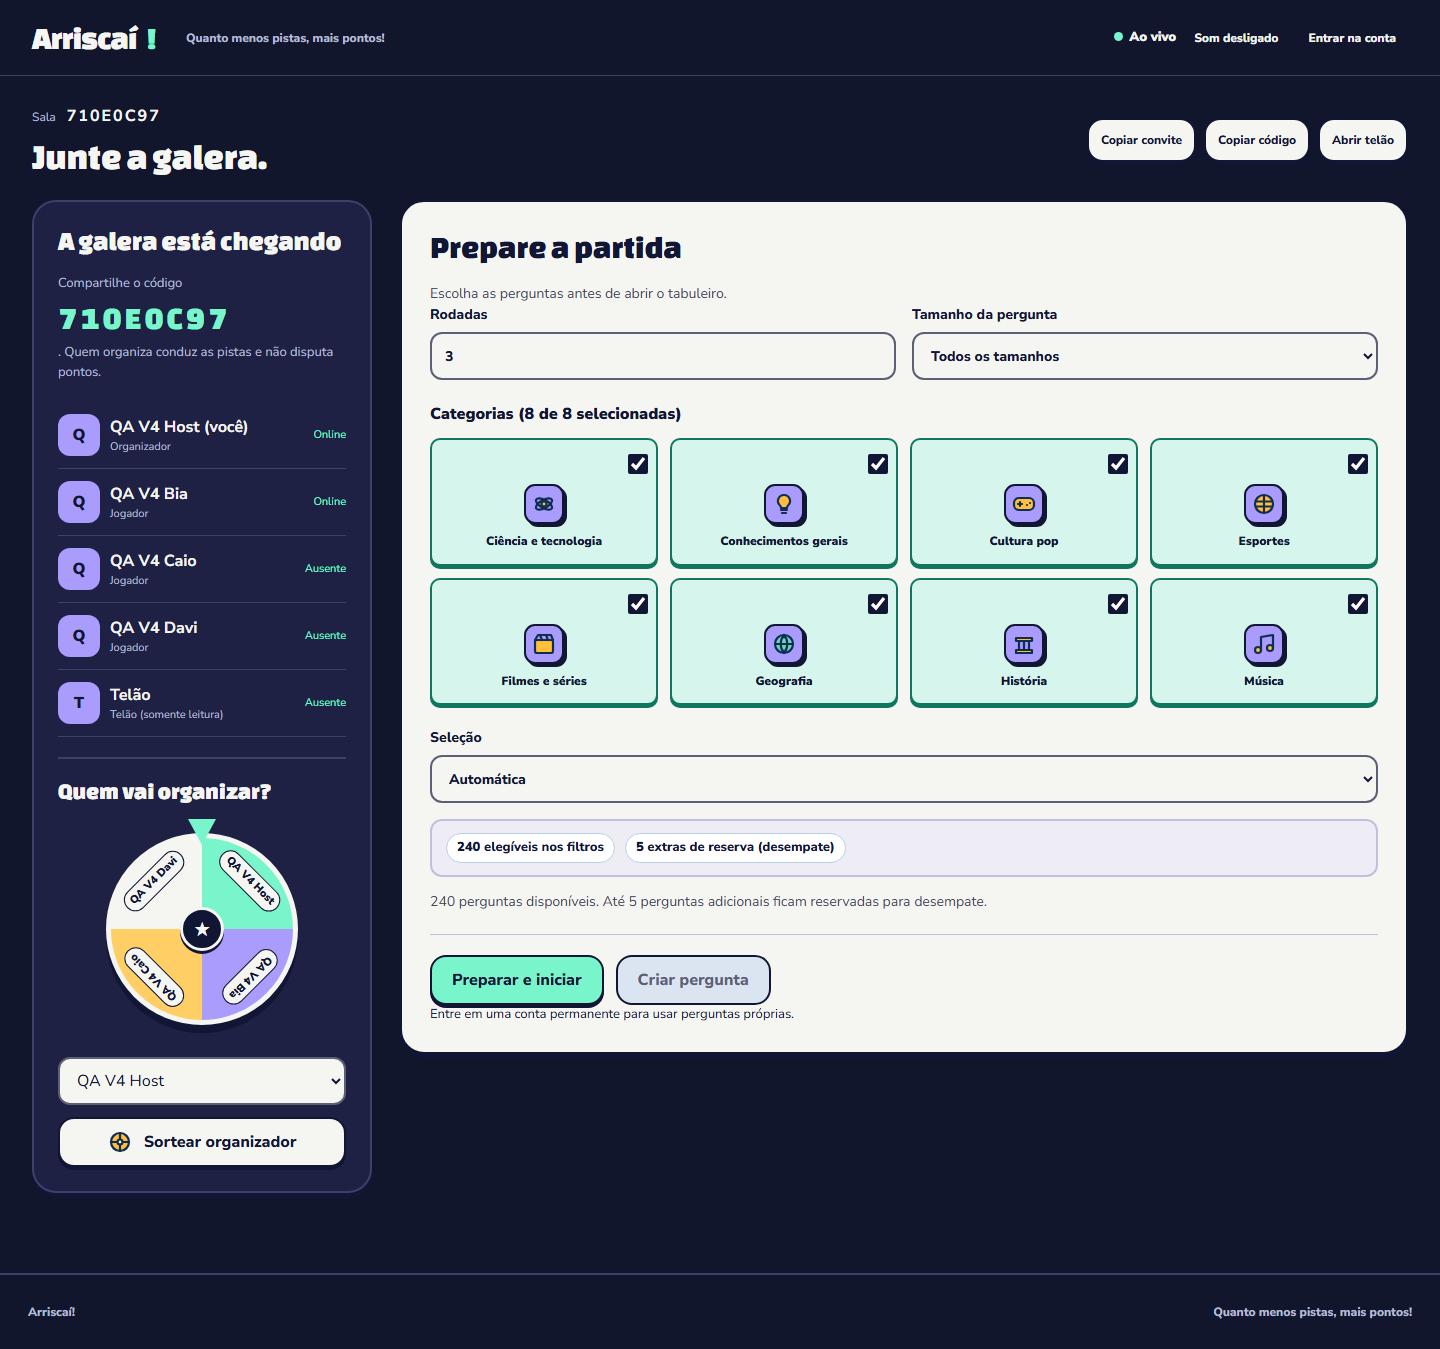 Arriscaí !
Quanto menos pistas, mais pontos!
Ao vivo
Som desligado
Entrar na conta
Sala 710E0C97
Junte a galera.
Copiar convite
Copiar código
Abrir telão
A galera está chegando
Compartilhe o código
710E0C97
. Quem organiza conduz as pistas e não disputa
pontos.
Q
QA V4 Host (você)
Organizador
Online
Q
QA V4 Bia
Jogador
Online
Q
QA V4 Caio
Jogador
Ausente
Q
QA V4 Davi
Jogador
Ausente
T
Telão
Telão (somente leitura)
Ausente
Quem vai organizar?
QA V4 Davi
QA V4 Host
QA V4 Caio
QA V4 Bia
QA V4 Host
Sortear organizador
Prepare a partida
Escolha as perguntas antes de abrir o tabuleiro.
Rodadas
3
Tamanho da pergunta
Todos os tamanhos
Categorias (8 de 8 selecionadas)
Ciência e tecnologia
Conhecimentos gerais
Cultura pop
Esportes
Filmes e séries
Geografia
História
Música
Seleção
Automática
240 elegíveis nos filtros
5 extras de reserva (desempate)
240 perguntas disponíveis. Até 5 perguntas adicionais ficam reservadas para desempate.
Preparar e iniciar
Criar pergunta
Entre em uma conta permanente para usar perguntas próprias.
Arriscaí!
Quanto menos pistas, mais pontos!